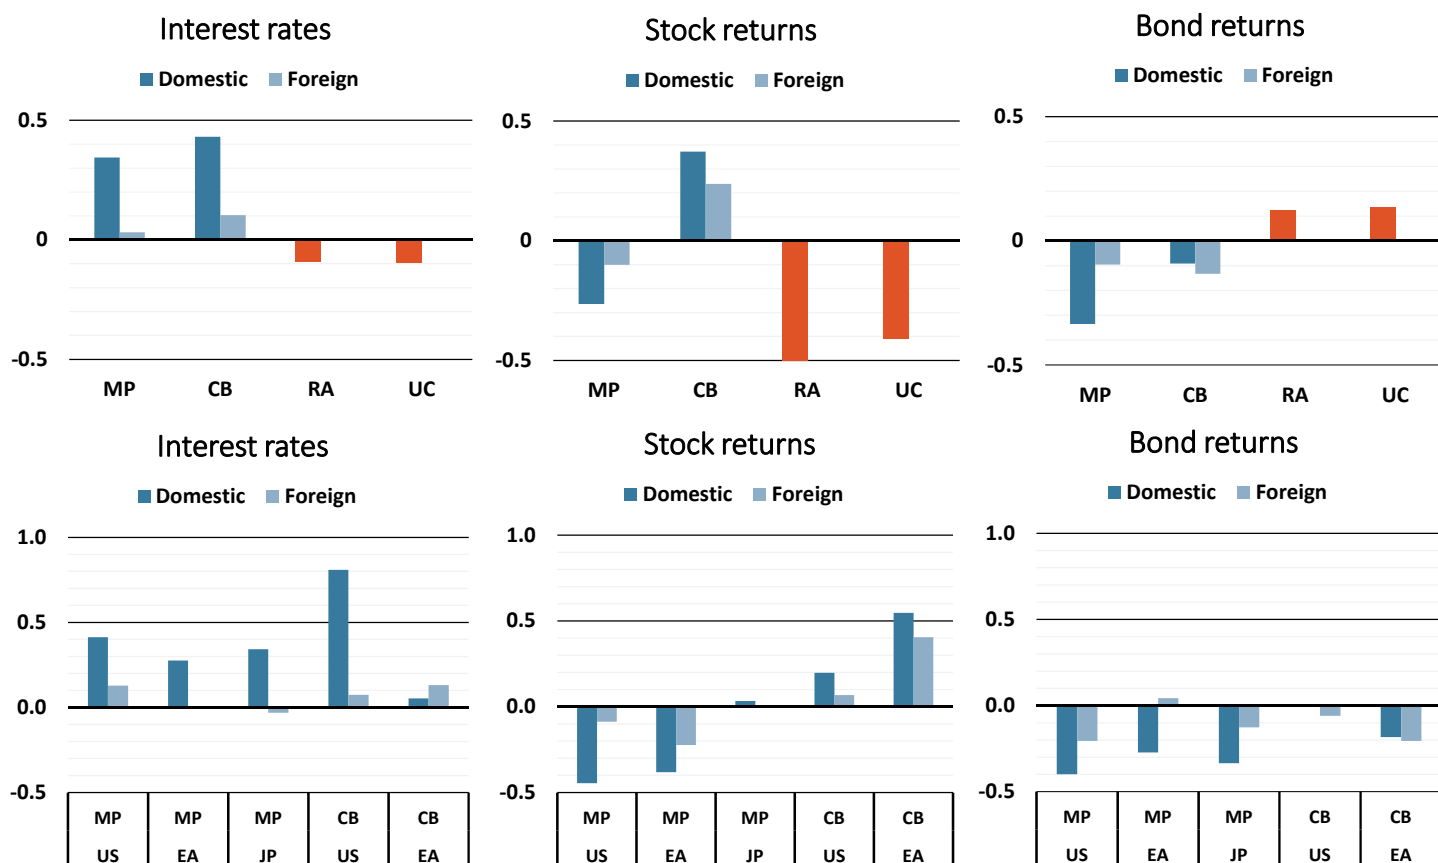 Interest rates
Domestic Foreign
0.5
0
-0.5
MP CB RA UC
Stock returns
Domestic Foreign
0.5
0
-0.5
MP CB RA UC
Bond returns
Domestic Foreign
0.5
0
-0.5
MP CB RA UC
Interest rates
Domestic Foreign
1.0
0.5
0.0
-0.5
MP MP MP CB CB
US EA JP US EA
Stock returns
Domestic Foreign
1.0
0.5
0.0
-0.5
MP MP MP CB CB
US EA JP US EA
Bond returns
Domestic Foreign
1.0
0.5
0.0
-0.5
MP MP MP CB CB
US EA JP US EA